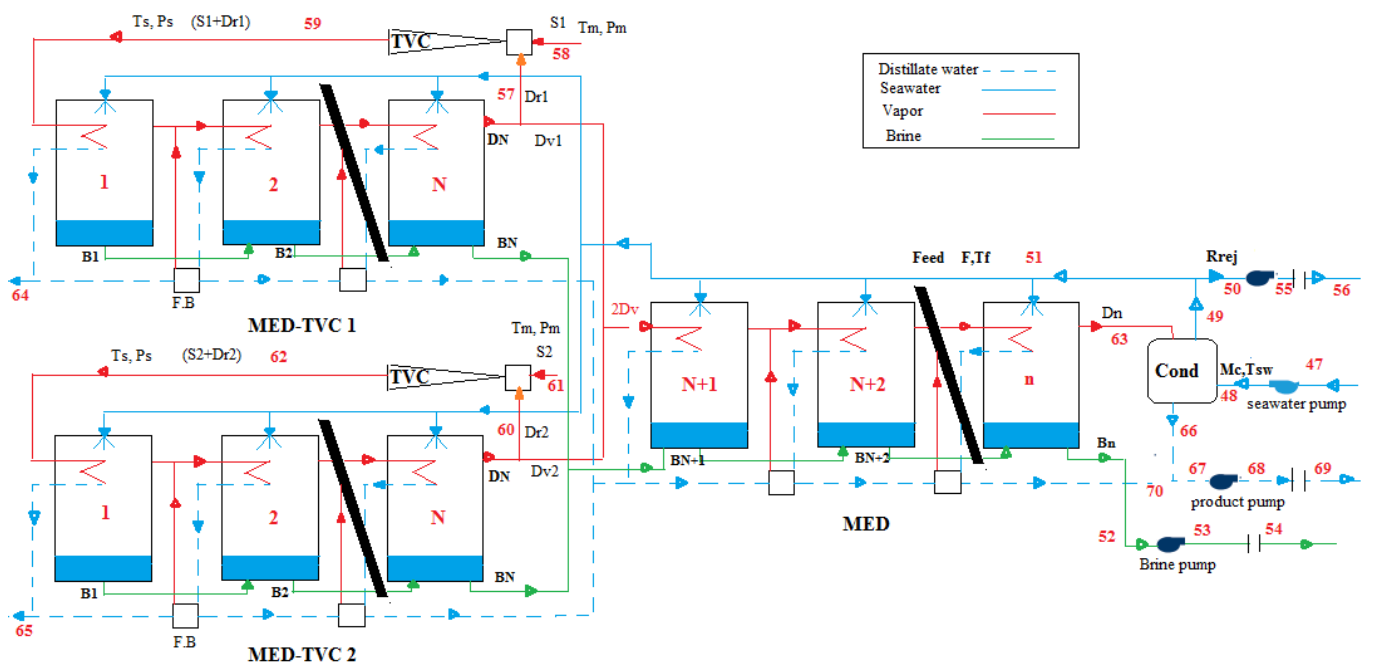 Ts, Ps (S1+Dr1) 59
S1
Tm, Pm
TVC
58
57 Dr1
1
2
N
DN
Dv1
B1
B2
BN
64
F.B
MED-TVC 1
Distillate water
Seawater
Vapor
Brine
Ts, Ps (S2+Dr2) 62
Tm, Pm
S2
TVC
61
60 Dr2
1
2
N
DN
Dv2
B1
B2
BN
65
F.B
MED-TVC 2
2Dv
Feed F,Tf
51
Rrej
50
55
56
49
N+1
N+2
n
Dn
63
Cond
Mc,Tsw
47
48
seawater pump
66
BN+1
BN+2
Bn
70
67
68
69
product pump
MED
52
53
54
Brine pump